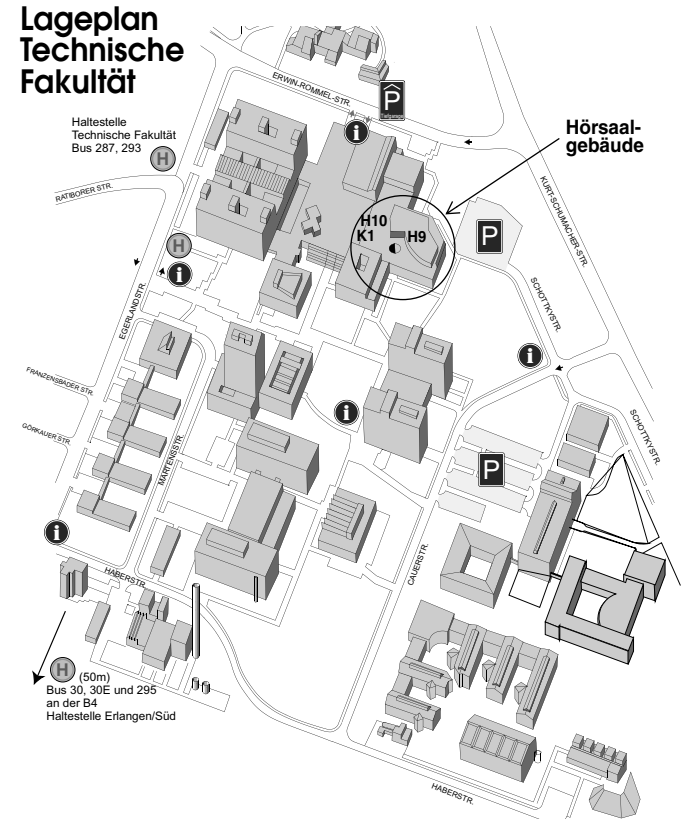 Lageplan
Technische
Fakultät
ERWIN-ROMMEL-STR.
P
Tiefgarage
i
Haltestelle
Technische Fakultät
Bus 287, 293
H
Hörsaal-
gebäude
RATIBORER STR.
KURT-SCHUMACHER-STR.
H10
K1
H9
P
H
i
EGERLANDSTR.
SCHOTTKYSTR.
i
FRANZENSBADER STR.
i
GÖRKAUER STR.
MARTENSSTR.
SCHOTTKYSTR.
P
i
CAUERSTR.
HABERSTR.
H
(50m)
Bus 30, 30E und 295
an der B4
Haltestelle Erlangen/Süd
HABERSTR.